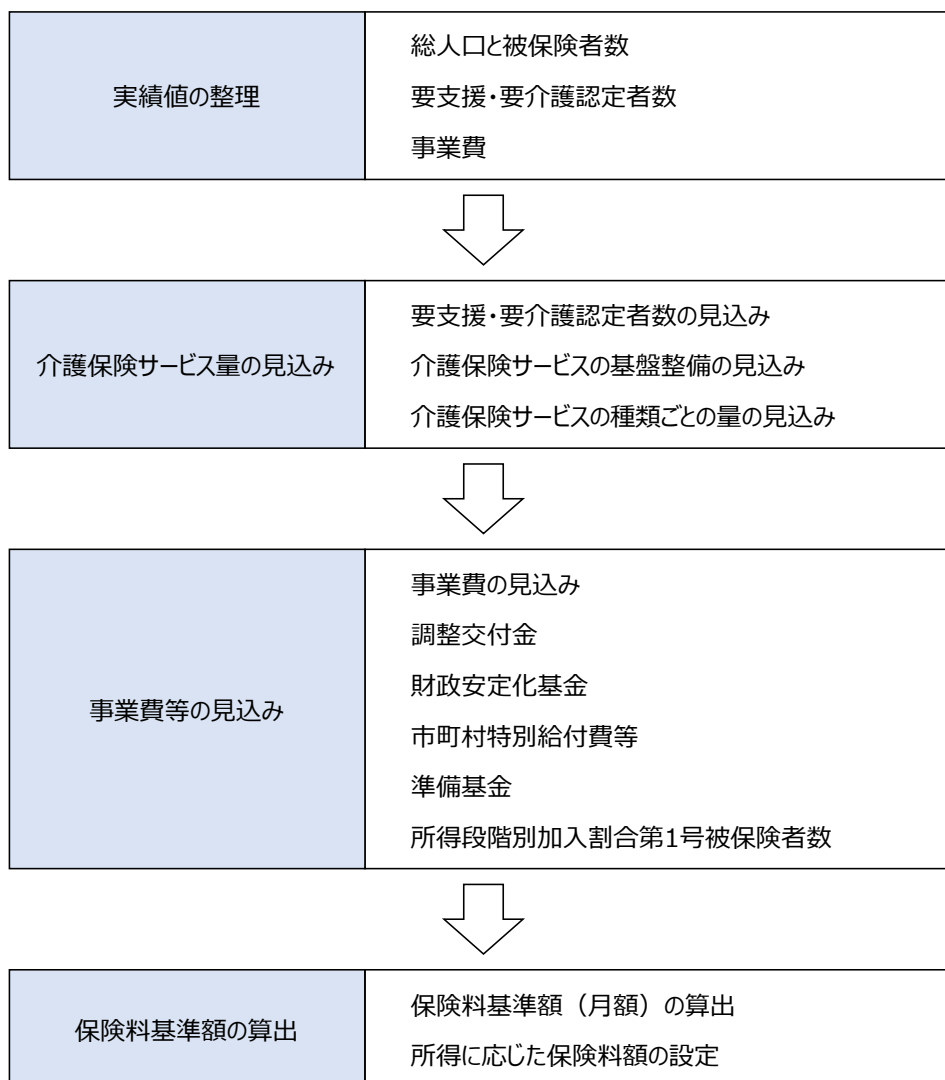 実績値の整理
総人口と被保険者数
要支援・要介護認定者数
事業費
介護保険サービス量の見込み
要支援・要介護認定者数の見込み
介護保険サービスの基盤整備の見込み
介護保険サービスの種類ごとの量の見込み
事業費等の見込み
事業費の見込み
調整交付金
財政安定化基金
市町村特別給付費等
準備基金
所得段階別加入割合第1号被保険者数
保険料基準額の算出
保険料基準額（月額）の算出
所得に応じた保険料額の設定